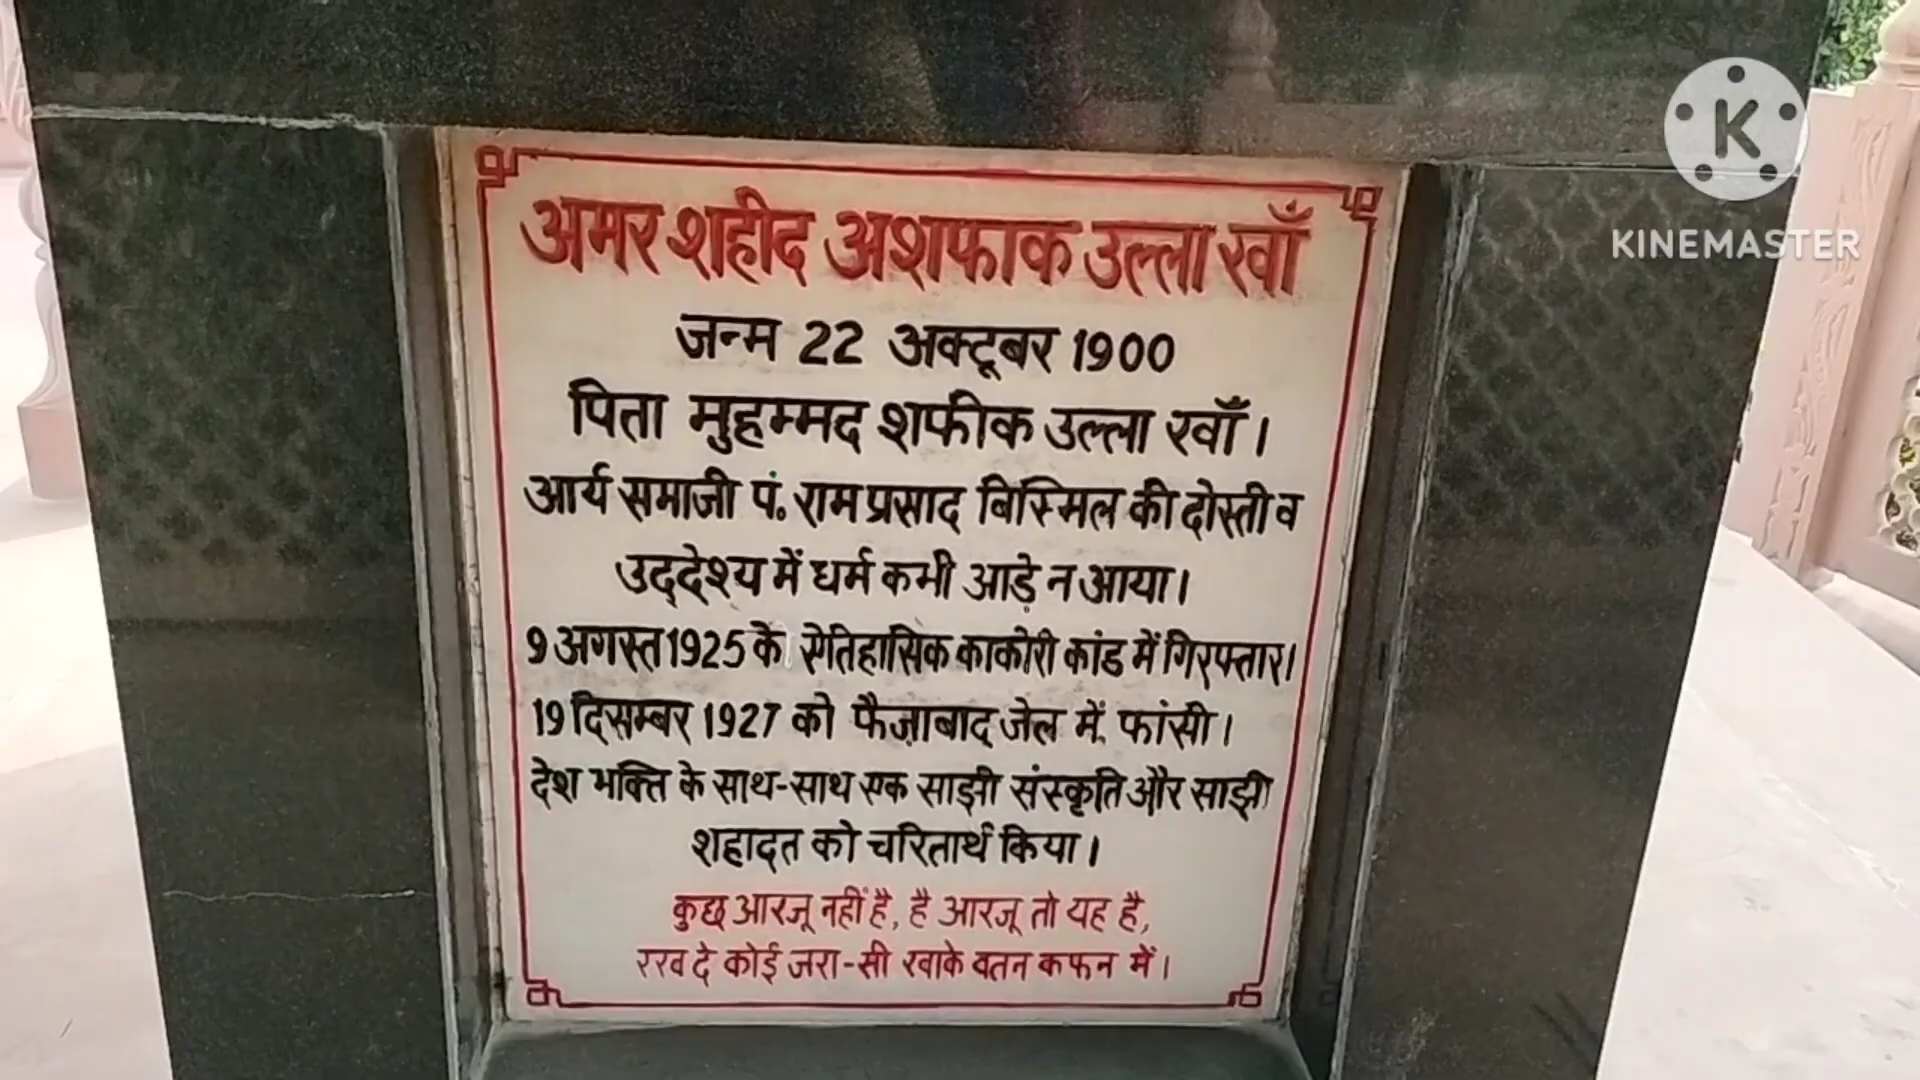 अमर शहीद अशफाक उल्ला खाँ
जन्म 22 अक्टूबर 1900
पिता मुहम्मद शफीक उल्ला खाँ।
आर्य समाजी पं. राम प्रसाद बिस्मिल की दोस्ती व
उद्देश्य में धर्म कभी आड़े न आया।
9 अगस्त 1925 के ऐतिहासिक काकोरी कांड में गिरफ्तार।
19 दिसम्बर 1927 को फैज़ाबाद जेल में फांसी।
देश भक्ति के साथ-साथ एक साझी संस्कृति और साझी
शहादत को चरितार्थ किया।
कुछ आरजू नहीं है, है आरजू तो यह है,
रख दे कोई जरा-सी खाके वतन कफन में।
K
KINEMASTER